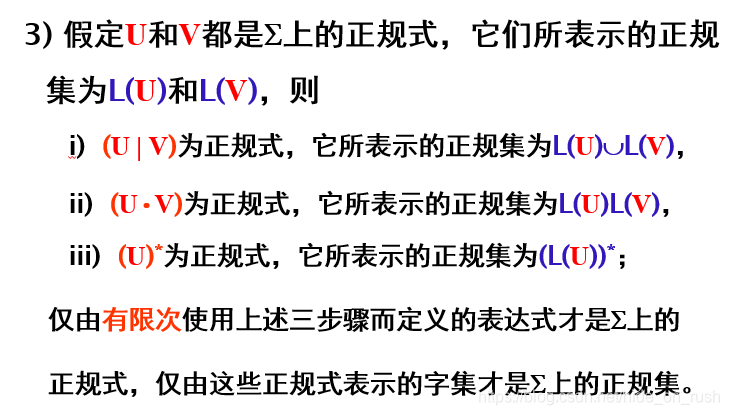 3) 假定U和V都是Σ上的正规式，它们所表示的正规
集为L(U)和L(V)，则
i) (U | V)为正规式，它所表示的正规集为L(U)∪L(V)，
ii) (U · V)为正规式，它所表示的正规集为L(U)L(V)，
iii) (U)*为正规式，它所表示的正规集为(L(U))*；
仅由有限次使用上述三步骤而定义的表达式才是Σ上的
正规式，仅由这些正规式表示的字集才是Σ上的正规集。
https://blog.csdn.net/hide_on_rush